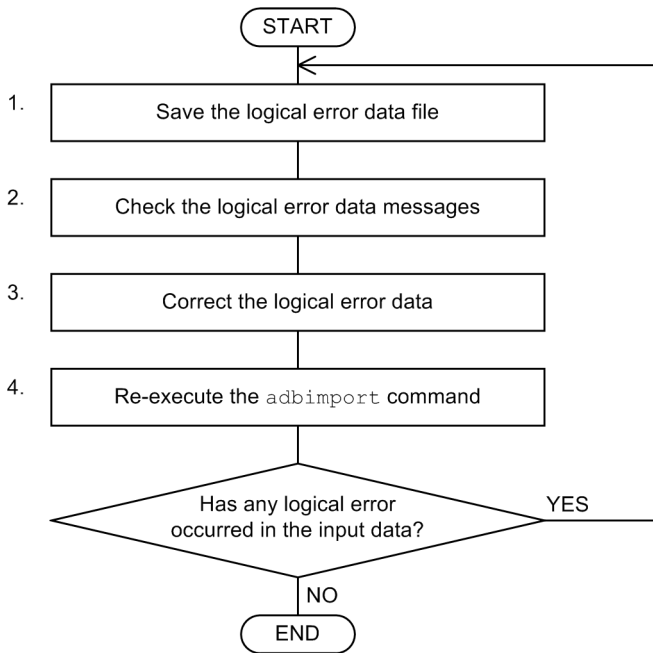 START
1.
Save the logical error data file
2.
Check the logical error data messages
3.
Correct the logical error data
4.
Re-execute the adbimport command
Has any logical error
occurred in the input data?
YES
NO
END